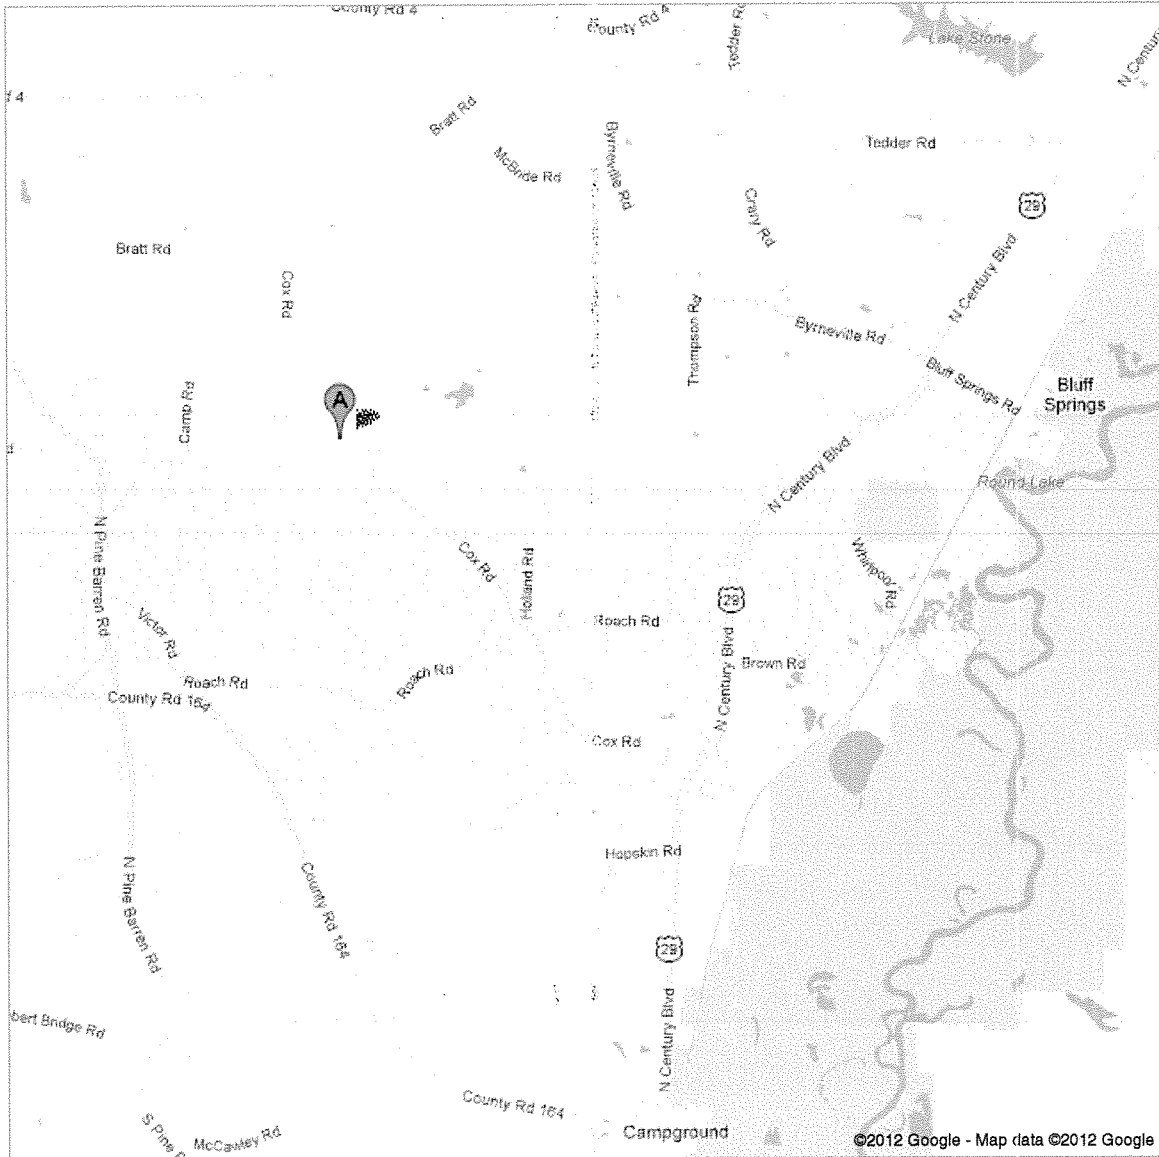 County Rd 4
County Rd 4
Tedder Rd
Lake Stone
N Century
d 4
Bratt Rd
McBride Rd
Byrneville Rd
Tedder Rd
29
Crary Rd
Bratt Rd
Cox Rd
N Century Blvd
Thompson Rd
Byrneville Rd
Bluff Springs Rd
Bluff
Springs
Camp Rd
A
d
N Century Blvd
Round Lake
N Pine Barren Rd
Cox Rd
Holland Rd
Whirlpool Rd
29
Victor Rd
Roach Rd
N Century Blvd
Brown Rd
Roach Rd
Roach Rd
County Rd 164
Cox Rd
Hopskin Rd
N Pine Barren Rd
County Rd 164
29
N Century Blvd
bert Bridge Rd
County Rd 164
S Pine
McCawley Rd
Campground
©2012 Google - Map data ©2012 Google